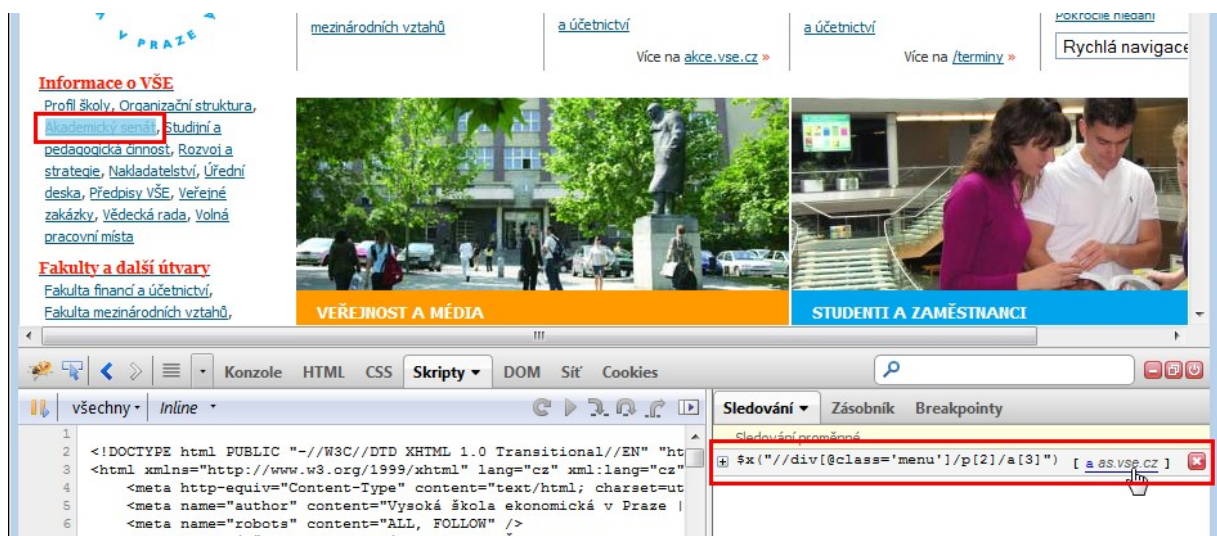 V PRAZE
mezinárodních vztahů
a účetnictví
Více na akce.vse.cz »
a účetnictví
Více na /terminy »
Pokročilé hledání
Rychlá navigace
Informace o VŠE
Profil školy, Organizační struktura,
Akademický senát, Studijní a
pedagogická činnost, Rozvoj a
strategie, Nakladatelství, Úřední
deska, Předpisy VŠE, Veřejné
zakázky, Vědecká rada, Volná
pracovní místa
Fakulty a další útvary
Fakulta financí a účetnictví,
Fakulta mezinárodních vztahů,
VEŘEJNOST A MÉDIA
STUDENTI A ZAMĚSTNANCI
Konzole HTML CSS Skripty DOM Síť Cookies
všechny Inline
Sledování Zásobník Breakpointy
Sledování proměnné
$x("//div[@class='menu']/p[2]/a[3]") [ a as.vse.cz ]
1
2 <!DOCTYPE html PUBLIC "-//W3C//DTD XHTML 1.0 Transitional//EN" "ht
3 <html xmlns="http://www.w3.org/1999/xhtml" lang="cz" xml:lang="cz"
4 <meta http-equiv="Content-Type" content="text/html; charset=ut
5 <meta name="author" content="Vysoká škola ekonomická v Praze |
6 <meta name="robots" content="ALL, FOLLOW" />